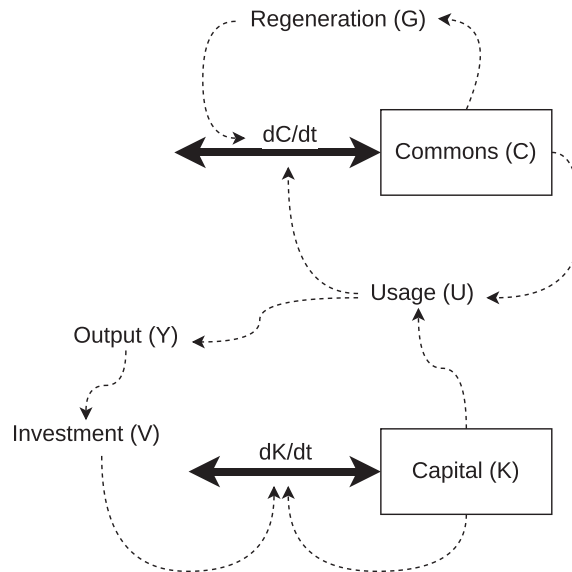 Regeneration (G)
dC/dt
Commons (C)
Usage (U)
Output (Y)
Investment (V)
dK/dt
Capital (K)